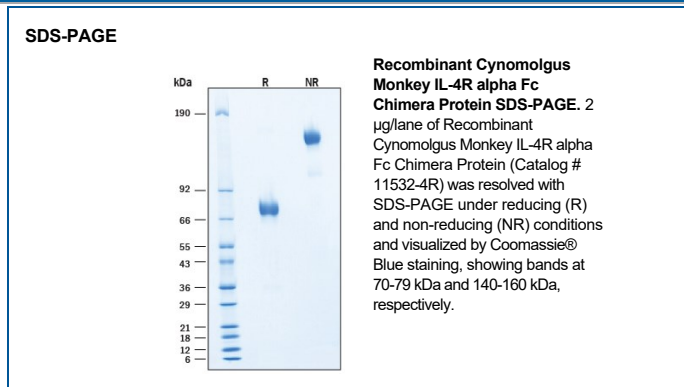 SDS-PAGE
kDa R NR
190
92
66
55
43
36
29
21
18
12
6
Recombinant Cynomolgus
Monkey IL-4R alpha Fc
Chimera Protein SDS-PAGE. 2
µg/lane of Recombinant
Cynomolgus Monkey IL-4R alpha
Fc Chimera Protein (Catalog #
11532-4R) was resolved with
SDS-PAGE under reducing (R)
and non-reducing (NR) conditions
and visualized by Coomassie®
Blue staining, showing bands at
70-79 kDa and 140-160 kDa,
respectively.